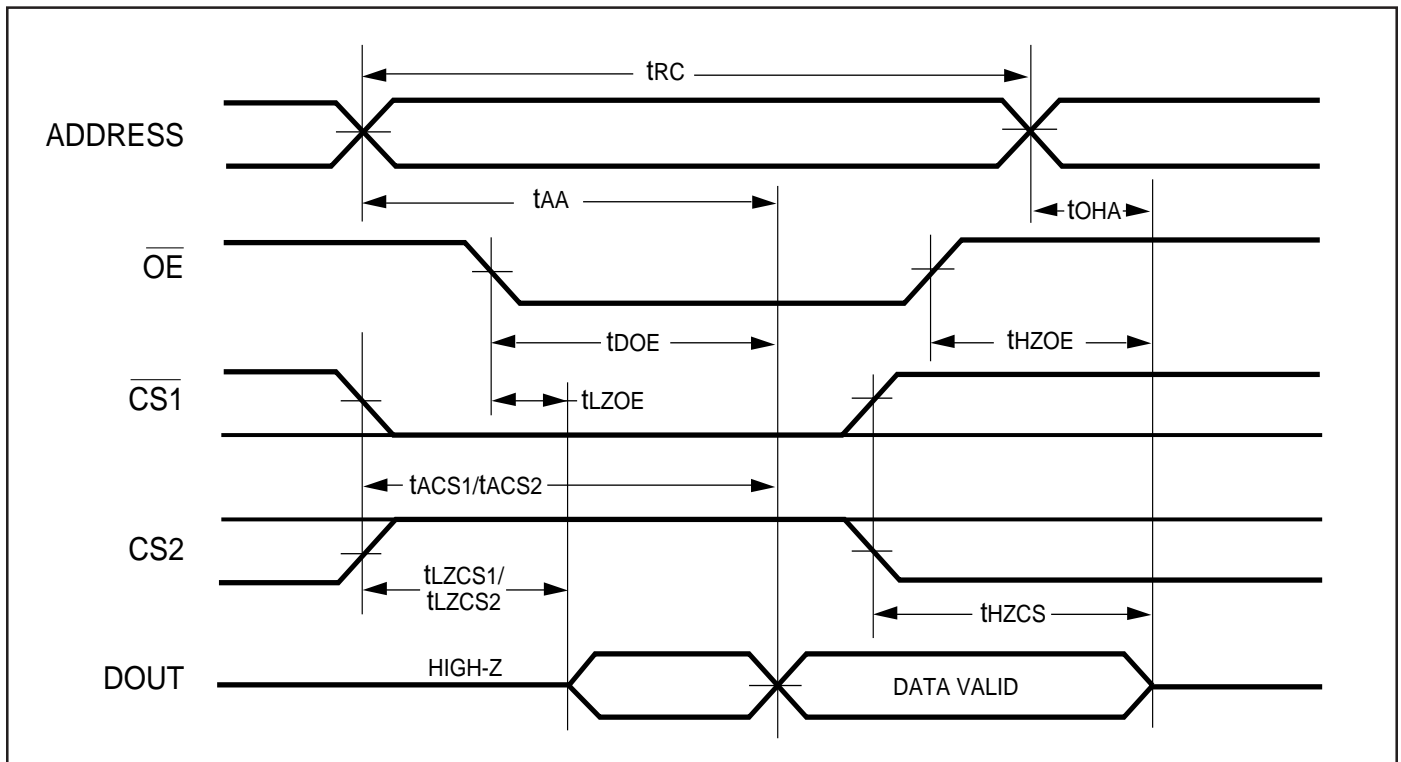 tRC
ADDRESS
tAA
tOHA
OE
tDOE
tHZOE
CS1
tLZOE
tACS1/tACS2
CS2
tLZCS1/
tLZCS2
tHZCS
DOUT
HIGH-Z
DATA VALID